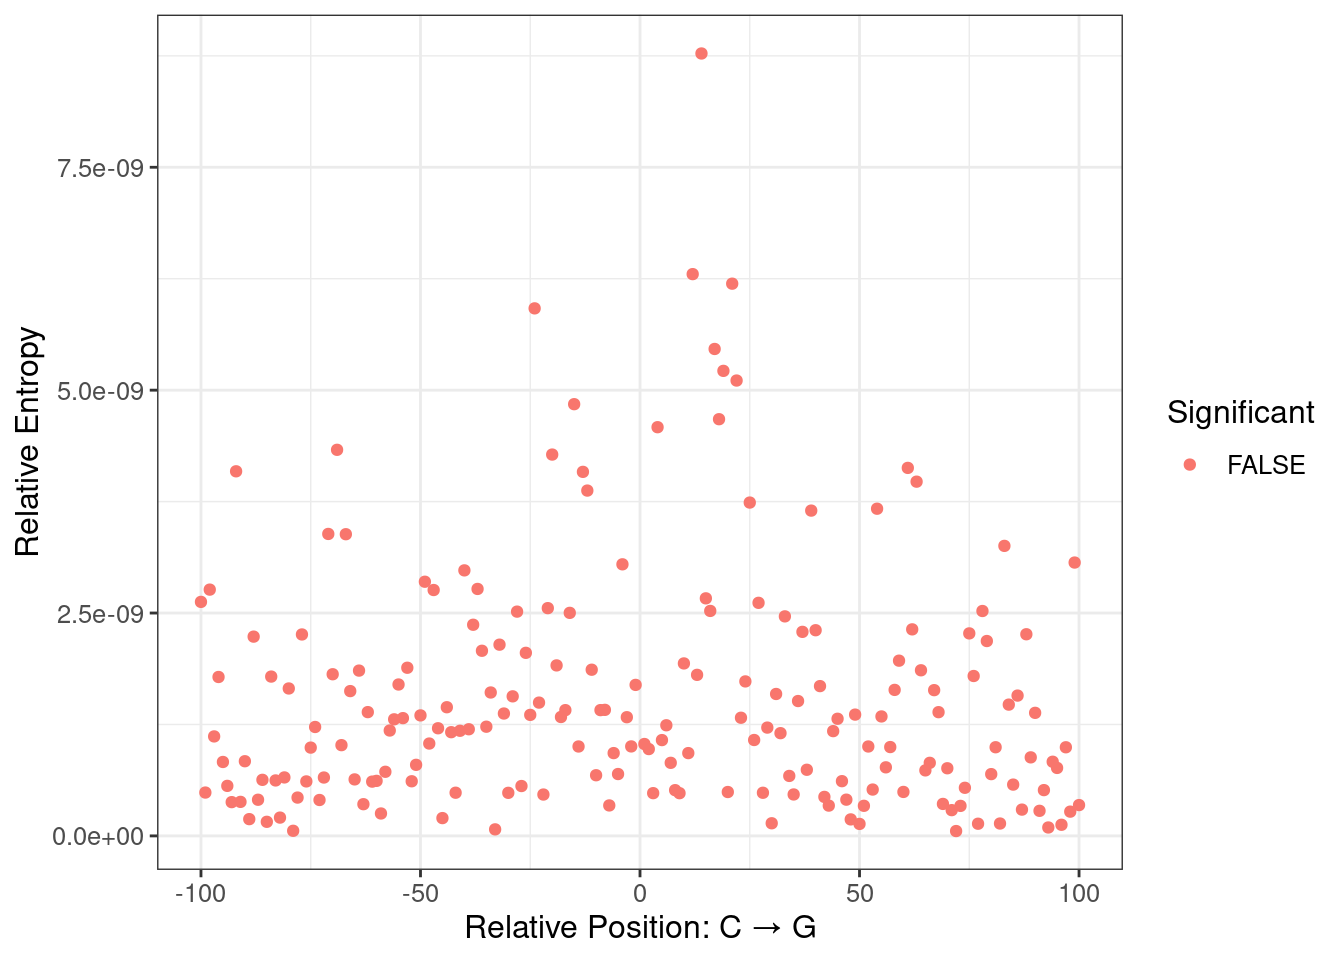 Relative Entropy
7.5e-09
5.0e-09
2.5e-09
0.0e+00
-100 -50 0 50 100
Relative Position: C → G
Significant
FALSE